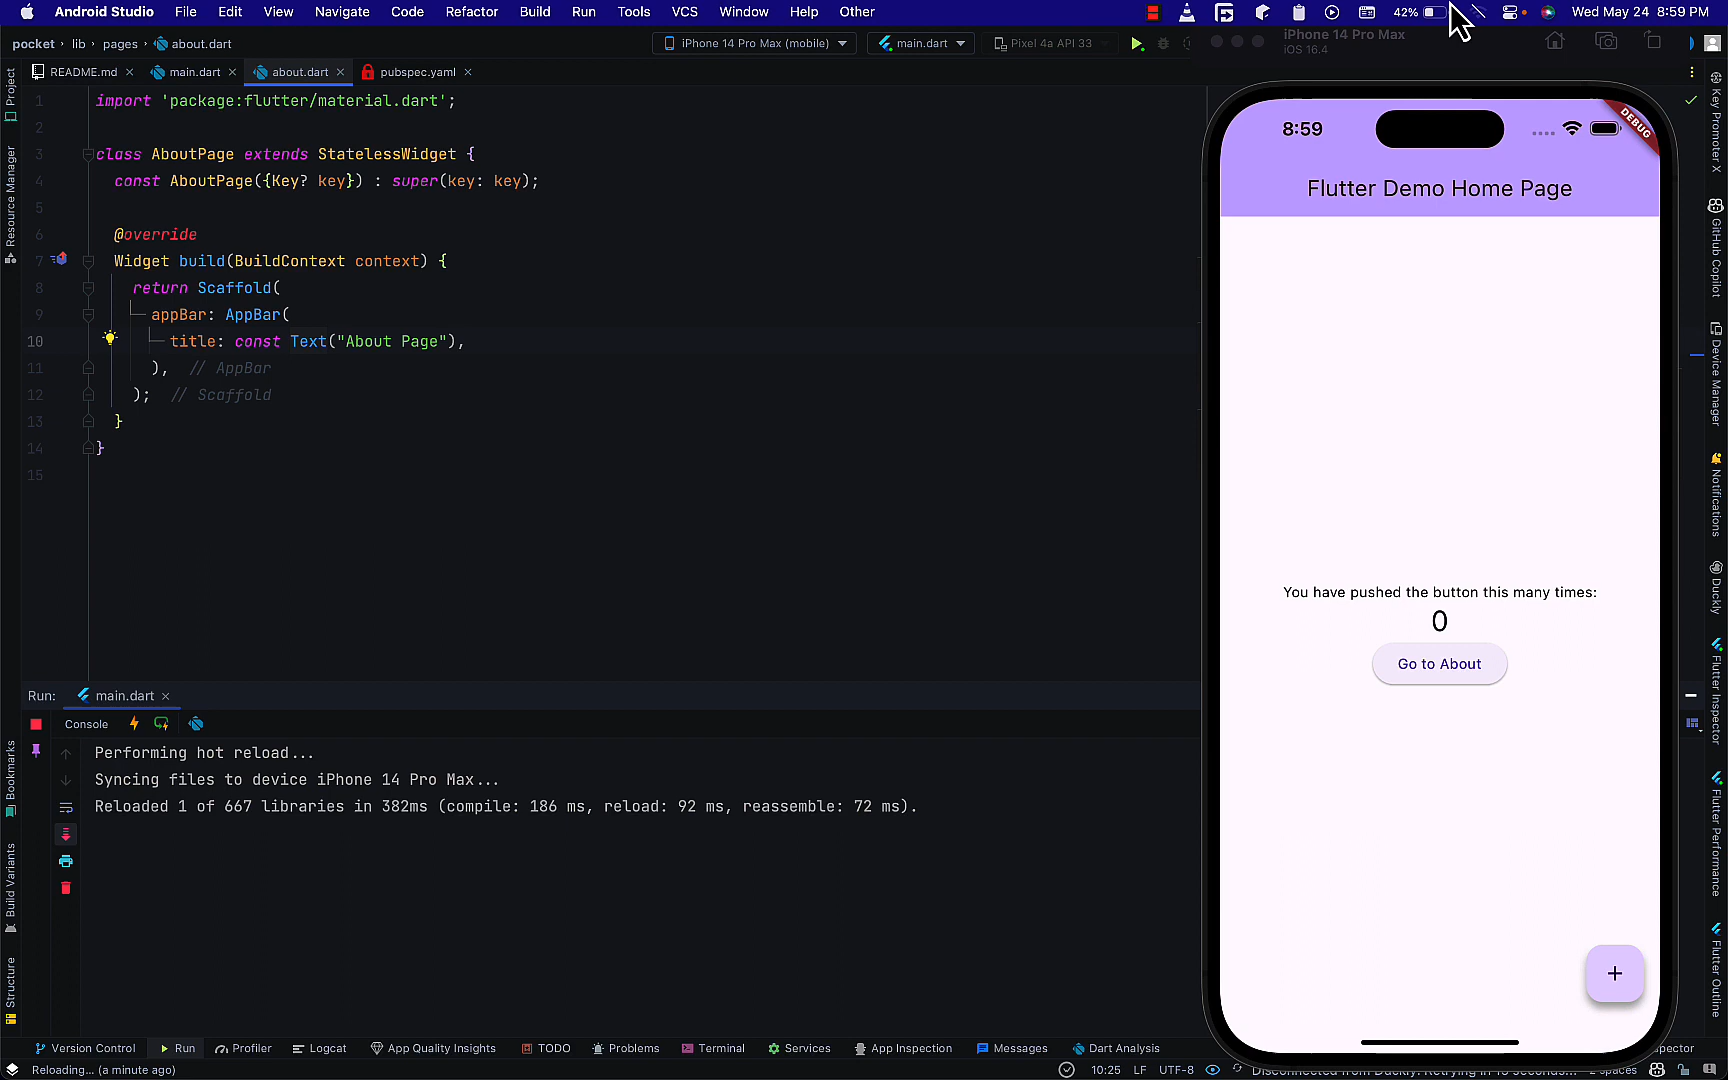 Android Studio File Edit View Navigate Code Refactor Build Run Tools VCS Window Help Other 42% Wed May 24 8:59 PM
pocket lib pages about.dart iPhone 14 Pro Max (mobile) main.dart Pixel 4a API 33
iPhone 14 Pro Max
iOS 16.4
README.md main.dart about.dart pubspec.yaml
1 import 'package:flutter/material.dart';
2
3 class AboutPage extends StatelessWidget {
4 const AboutPage({Key? key}) : super(key: key);
5
6 @override
7 Widget build(BuildContext context) {
8 return Scaffold(
9 appBar: AppBar(
10 title: const Text("About Page"),
11 ), // AppBar
12 ); // Scaffold
13 }
14 }
15
8:59
DEBUG
Flutter Demo Home Page
You have pushed the button this many times:
0
Go to About
+
Project
Resource Manager
Bookmarks
Build Variants
Structure
Key Promoter X
GitHub Copilot
Device Manager
Notifications
Duckly
Flutter Inspector
Flutter Performance
Flutter Outline
Run: main.dart
Console
Performing hot reload...
Syncing files to device iPhone 14 Pro Max...
Reloaded 1 of 667 libraries in 382ms (compile: 186 ms, reload: 92 ms, reassemble: 72 ms).
Version Control Run Profiler Logcat App Quality Insights TODO Problems Terminal Services App Inspection Messages Dart Analysis
Reloading... (a minute ago) 10:25 LF UTF-8 Disconnected from Duckly. Retrying in seconds... 2 spaces